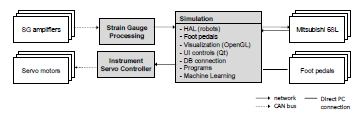 SG amplifiers
Strain Gauge
Processing
Simulation
- HAL (robots)
- Foot pedals
- Visualization (OpenGL)
- UI controls (Qt)
- DB connection
- Programs
- Machine Learning
Mitsubishi 6SL
Servo motors
Instrument
Servo Controller
Foot pedals
network
CAN bus
Direct PC
connection